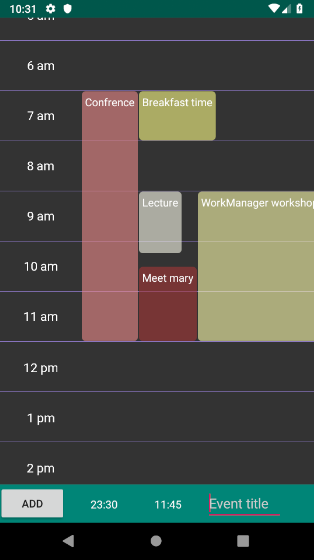 10:31
6 am
7 am
Confrence
Breakfast time
8 am
9 am
Lecture
WorkManager workshop
10 am
Meet mary
11 am
12 pm
1 pm
2 pm
ADD
23:30
11:45
Event title